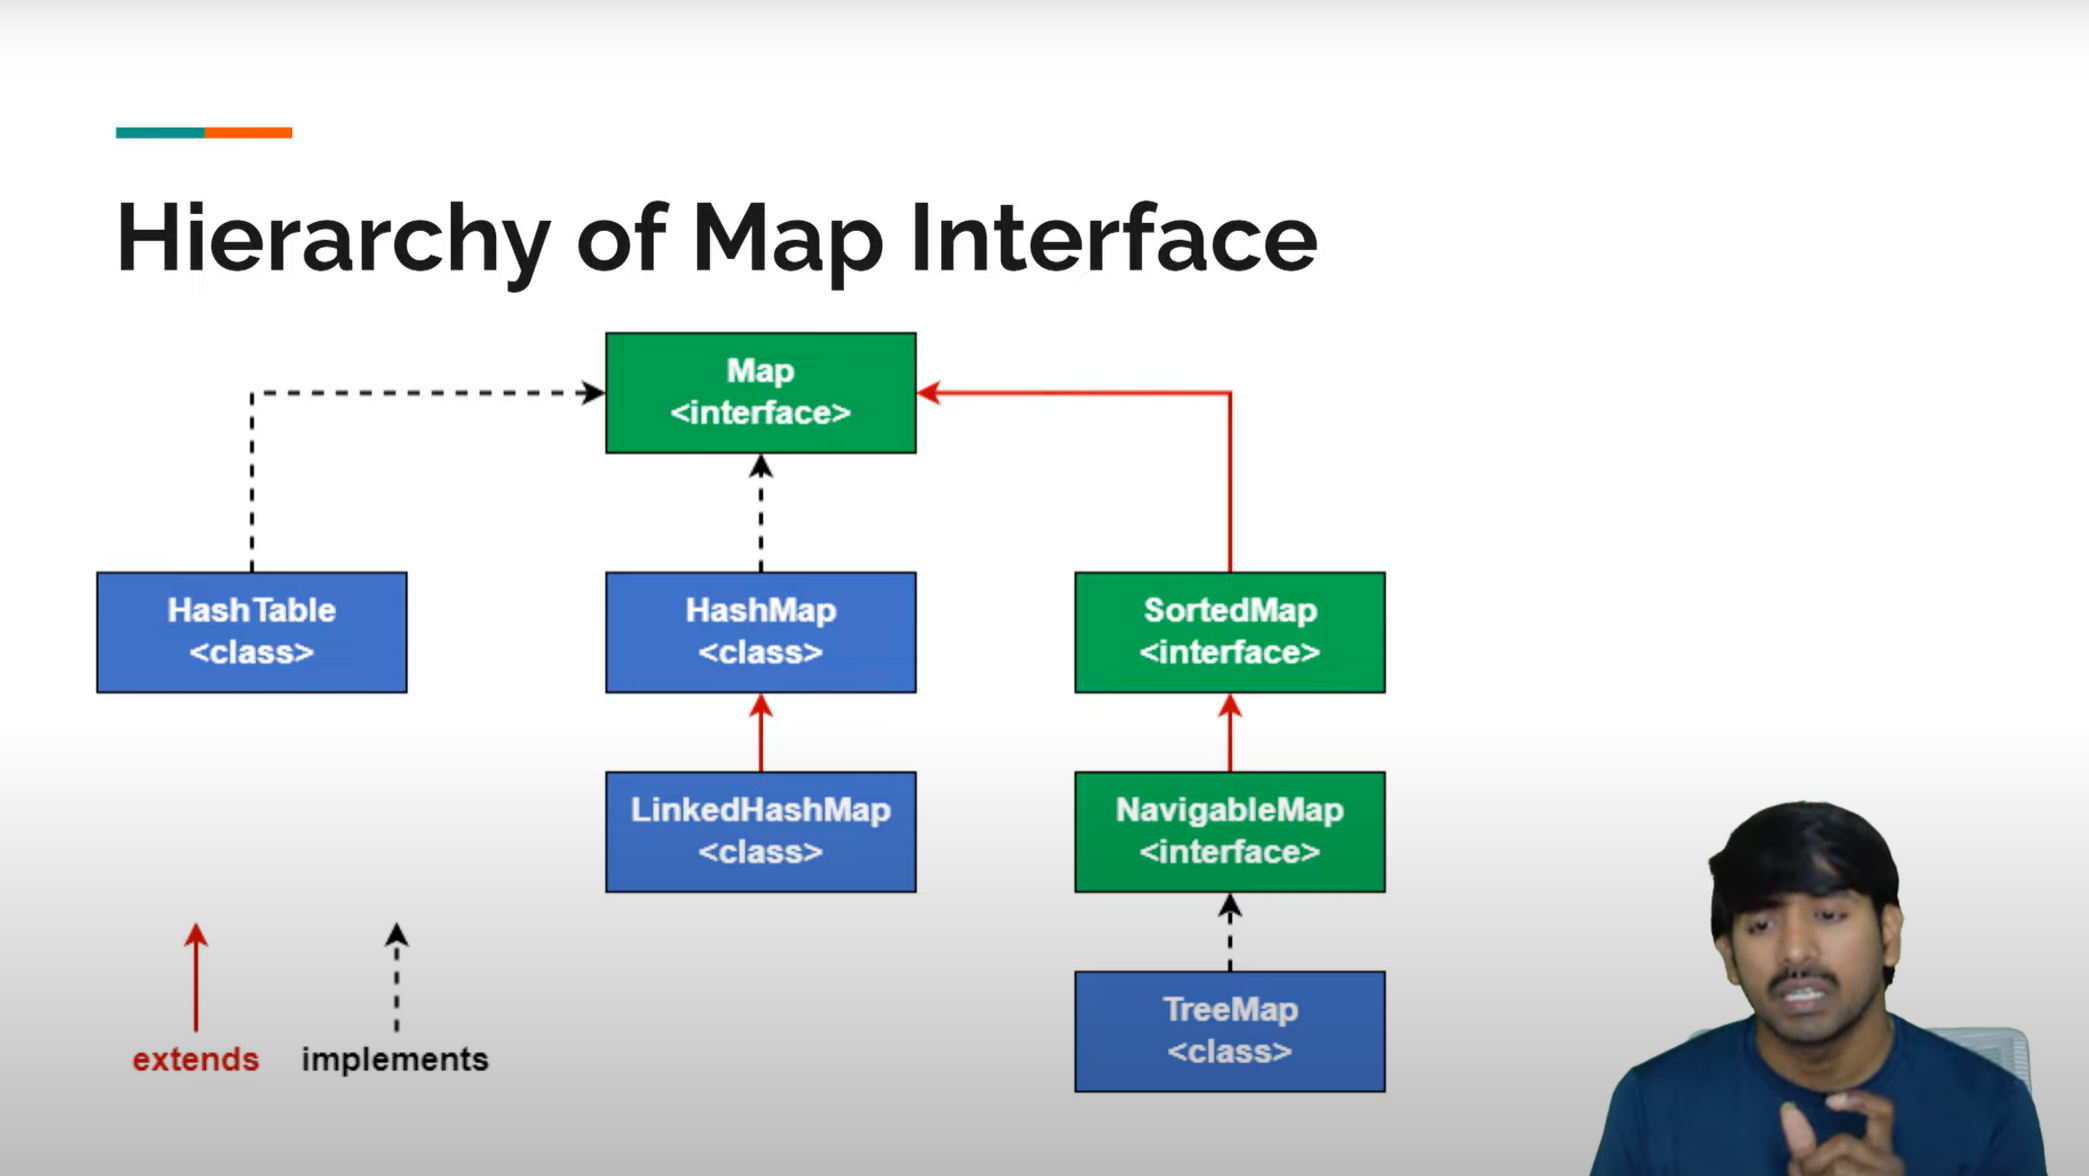 Hierarchy of Map Interface
Map
<interface>
HashTable
<class>
HashMap
<class>
SortedMap
<interface>
LinkedHashMap
<class>
NavigableMap
<interface>
TreeMap
<class>
extends
implements